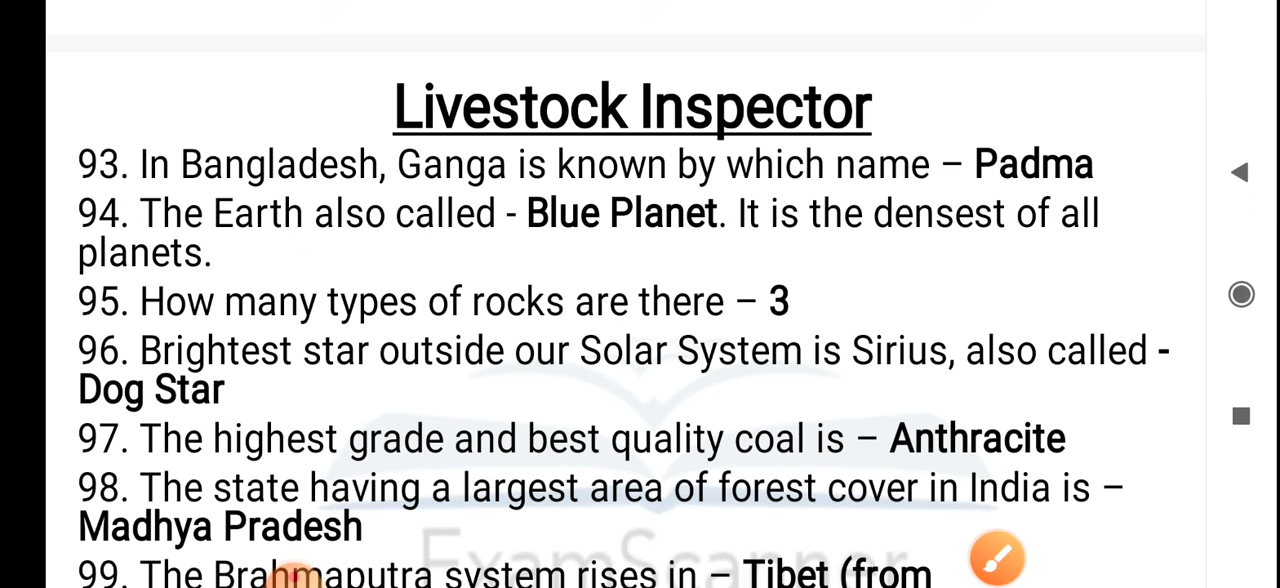 Livestock Inspector
93. In Bangladesh, Ganga is known by which name – Padma
94. The Earth also called - Blue Planet. It is the densest of all
planets.
95. How many types of rocks are there – 3
96. Brightest star outside our Solar System is Sirius, also called -
Dog Star
97. The highest grade and best quality coal is – Anthracite
98. The state having a largest area of forest cover in India is –
Madhya Pradesh
ExamScanner
99. The Brahmaputra system rises in – Tibet (from